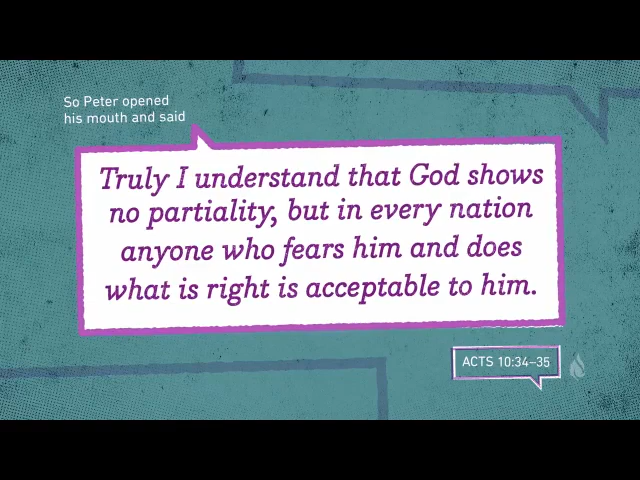 So Peter opened
his mouth and said
Truly I understand that God shows
no partiality, but in every nation
anyone who fears him and does
what is right is acceptable to him.
ACTS 10:34–35